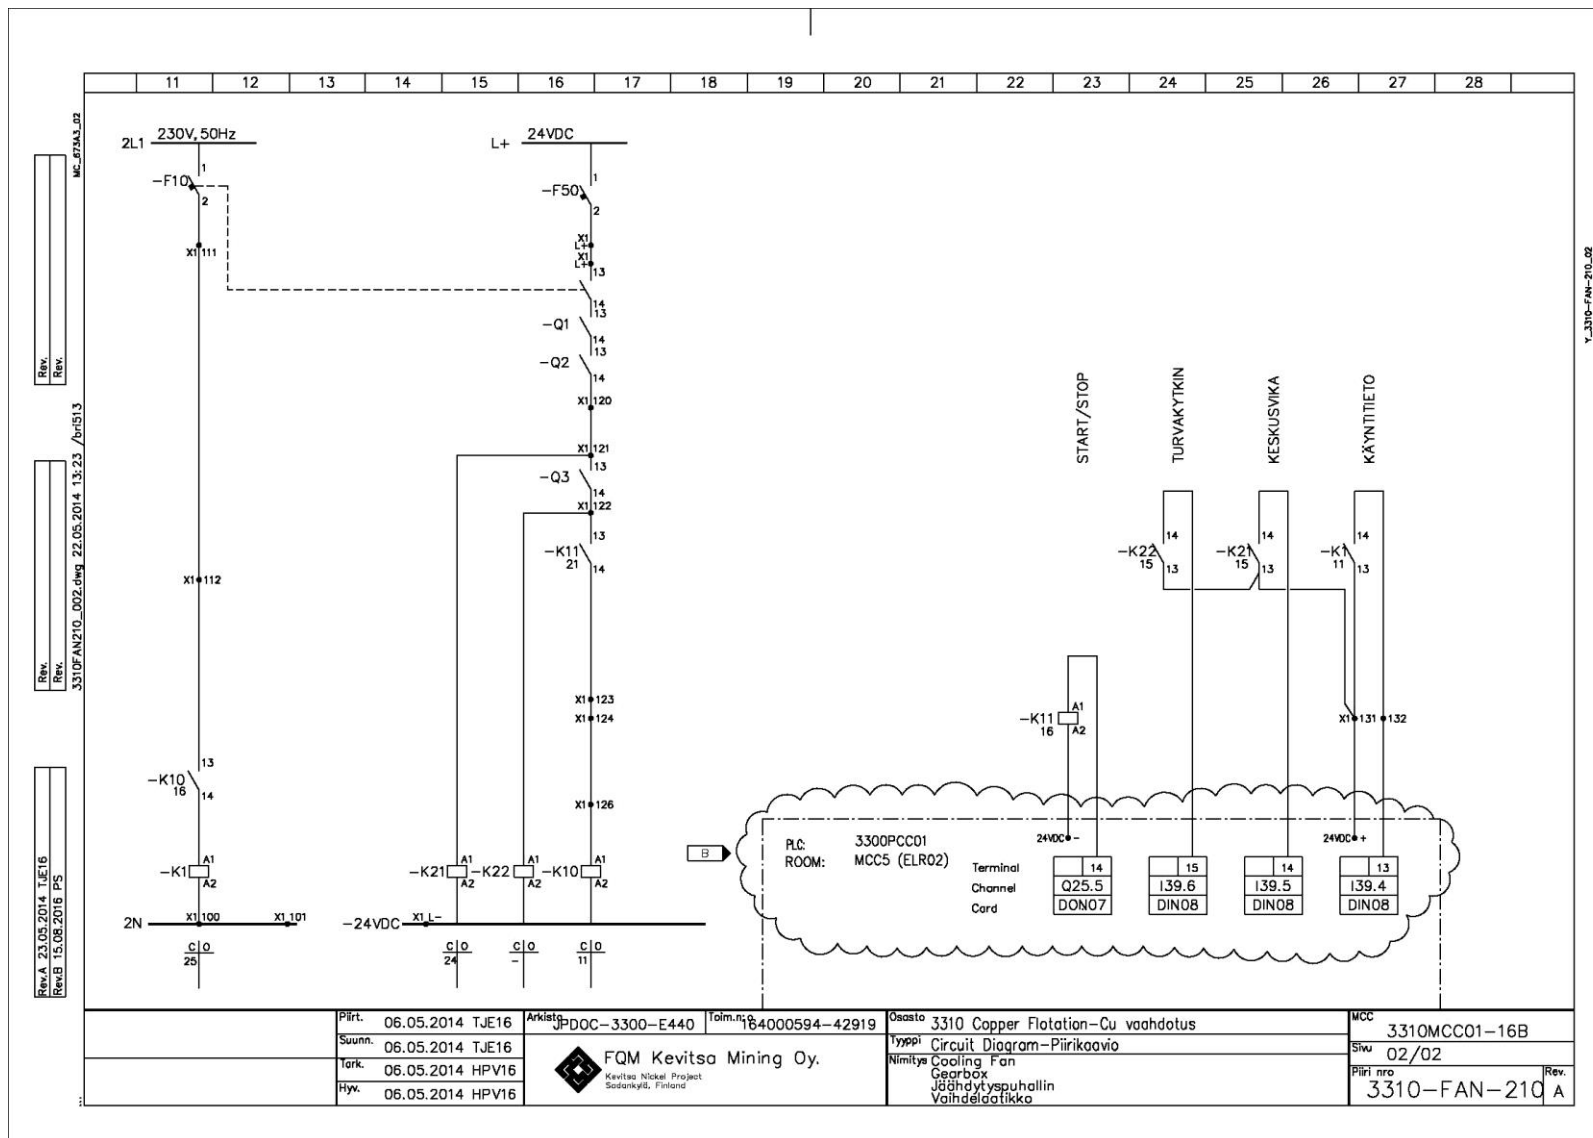 11 12 13 14 15 16 17 18 19 20 21 22 23 24 25 26 27 28
MC_673A3_02
2L1 230V,50Hz
L+ 24VDC
1
-F10
2
X1 111
1
-F50
2
X1
L+
X1
L+
13
14
13
-Q1
14
13
-Q2
14
X1 120
X1 121
13
-Q3
14
X1 122
13
-K11
21
14
X1 112
X1 123
X1 124
X1 126
13
-K10
16
14
-K1 A1
A2
-K21 A1
A2
-K22 A1
A2
-K10 A1
A2
2N X1 100 X1 101
-24VDC X1 L-
C O
25
C O
24
C O
-
C O
11
START/STOP
TURVAKYTKIN
KESKUSVIKA
KÄYNTITIETO
14
-K22
15
13
14
-K21
15
13
14
-K1
11
13
-K11 A1
16 A2
X1 131 132
B
PLC: 3300PCC01
ROOM: MCC5 (ELR02)
24VDC -
24VDC +
Terminal 14 15 14 13
Channel Q25.5 I39.6 I39.5 I39.4
Card DON07 DIN08 DIN08 DIN08
Y_3310-FAN-210_02
Rev.
Rev.
3310FAN210_002.dwg 22.05.2014 13:23 /bri513
Rev.
Rev.
Rev.A 23.05.2014 TJE16
Rev.B 15.08.2016 PS
Piirt. 06.05.2014 TJE16
Suunn. 06.05.2014 TJE16
Tark. 06.05.2014 HPV16
Hyv. 06.05.2014 HPV16
Arkisto JPDOC-3300-E440
Toim.n:o 164000594-42919
FQM Kevitsa Mining Oy.
Kevitsa Nickel Project
Sodankylä, Finland
Osasto 3310 Copper Flotation-Cu vaahdotus
Tyyppi Circuit Diagram-Piirikaavio
Nimitys Cooling Fan
Gearbox
Jäähdytyspuhallin
Vaihdelaatikko
MCC 3310MCC01-16B
Sivu 02/02
Piiri nro 3310-FAN-210
Rev. A